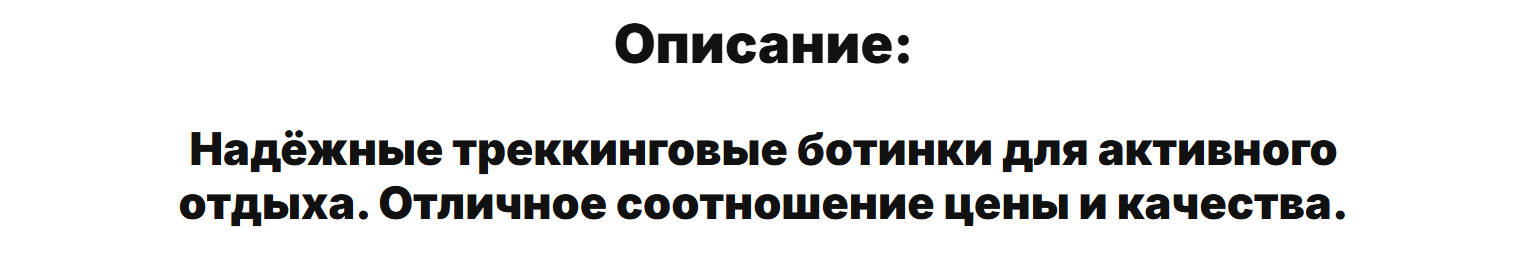 Описание:
Надёжные треккинговые ботинки для активного
отдыха. Отличное соотношение цены и качества.